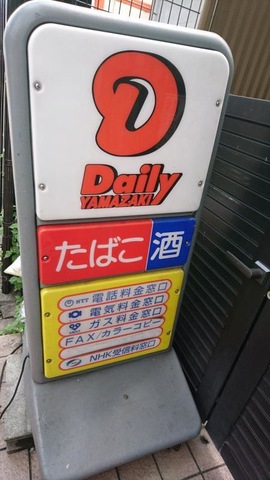 Daily
YAMAZAKI
たばこ 酒
NTT 電話料金窓口
電気料金窓口
ガス料金窓口
FAX/カラーコピー
NHK受信料窓口